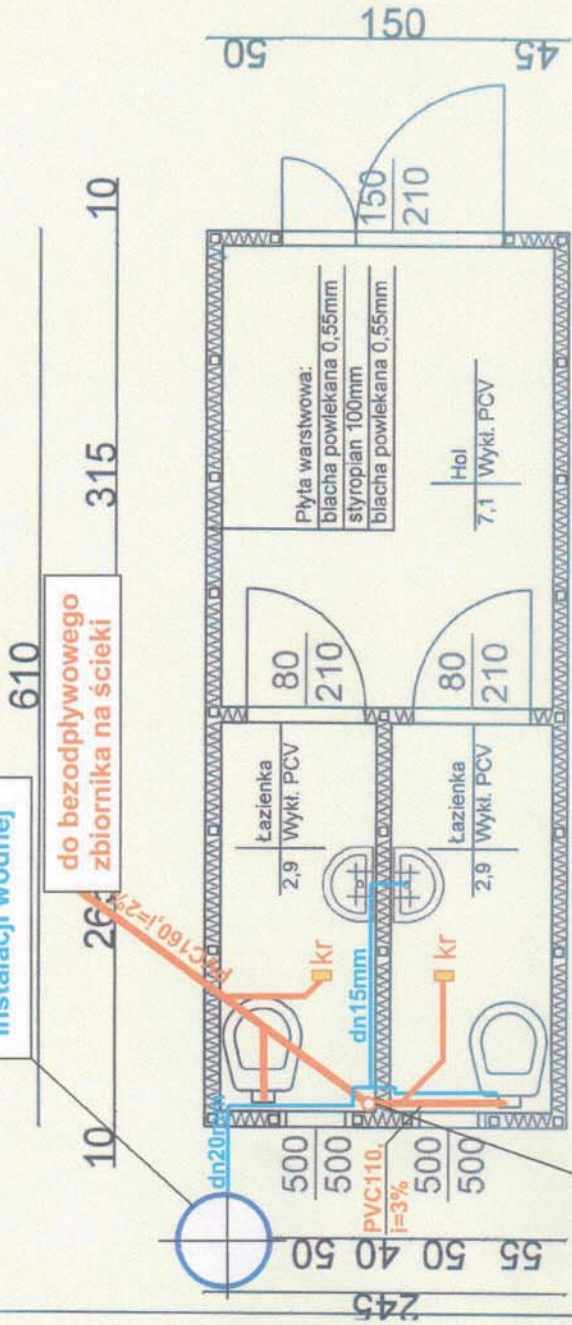 instalacji wodnej
do bezodpływowego
zbiornika na ścieki
610
10
315
10
PVC160,i=2%
dn20mm
dn15mm
Łazienka
2,9 Wykł. PCV
Łazienka
2,9 Wykł. PCV
kr
kr
80
210
80
210
Płyta warstwowa:
blacha powlekana 0,55mm
styropian 100mm
blacha powlekana 0,55mm
Hol
7,1 Wykł. PCV
150
210
50
150
45
500
500
PVC110,
i=3%
500
500
50
40
50
55
245